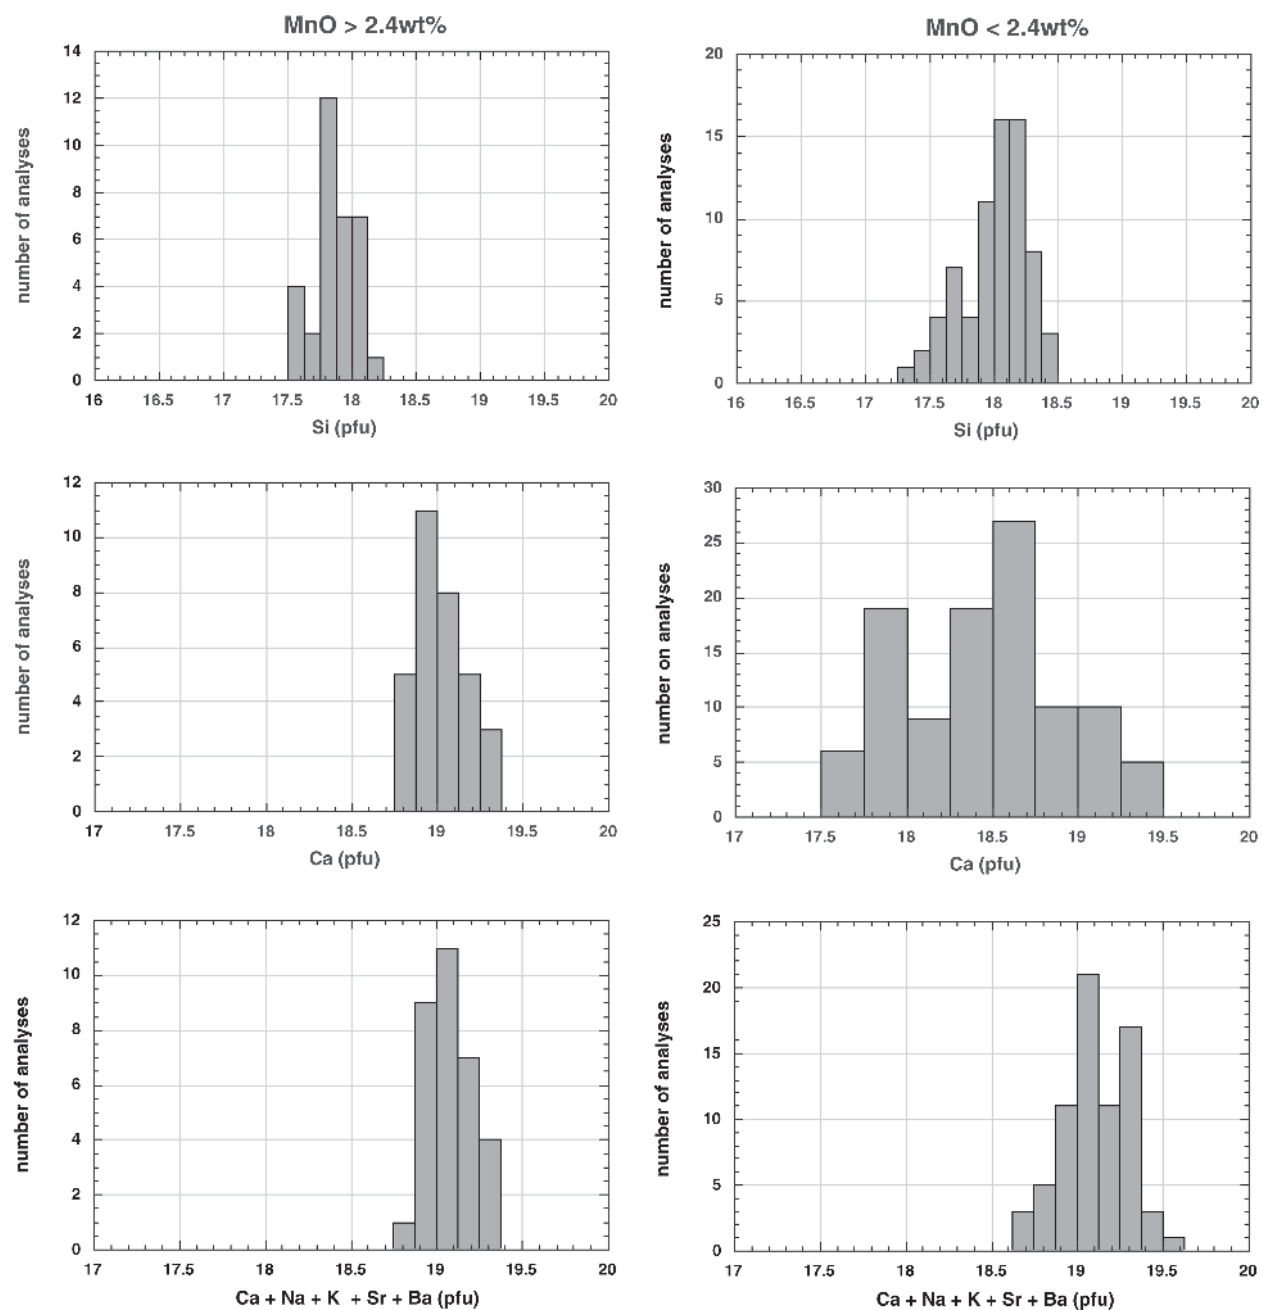 MnO > 2.4wt%
14
12
10
8
6
4
2
0
number of analyses
16 16.5 17 17.5 18 18.5 19 19.5 20
Si (pfu)
MnO < 2.4wt%
20
15
10
5
0
number of analyses
16 16.5 17 17.5 18 18.5 19 19.5 20
Si (pfu)
12
10
8
6
4
2
0
number of analyses
17 17.5 18 18.5 19 19.5 20
Ca (pfu)
30
25
20
15
10
5
0
number on analyses
17 17.5 18 18.5 19 19.5 20
Ca (pfu)
12
10
8
6
4
2
0
number of analyses
17 17.5 18 18.5 19 19.5 20
Ca + Na + K + Sr + Ba (pfu)
25
20
15
10
5
0
number of analyses
17 17.5 18 18.5 19 19.5 20
Ca + Na + K + Sr + Ba (pfu)